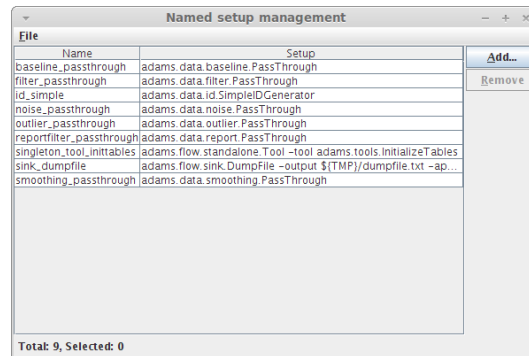 Named setup management
File
Name Setup
baseline_passthrough adams.data.baseline.PassThrough
filter_passthrough adams.data.filter.PassThrough
id_simple adams.data.id.SimpleIDGenerator
noise_passthrough adams.data.noise.PassThrough
outlier_passthrough adams.data.outlier.PassThrough
reportfilter_passthrough adams.data.report.PassThrough
singleton_tool_inittables adams.flow.standalone.Tool -tool adams.tools.InitializeTables
sink_dumpfile adams.flow.sink.DumpFile -output ${TMP}/dumpfile.txt -ap...
smoothing_passthrough adams.data.smoothing.PassThrough
Add...
Remove
Total: 9, Selected: 0